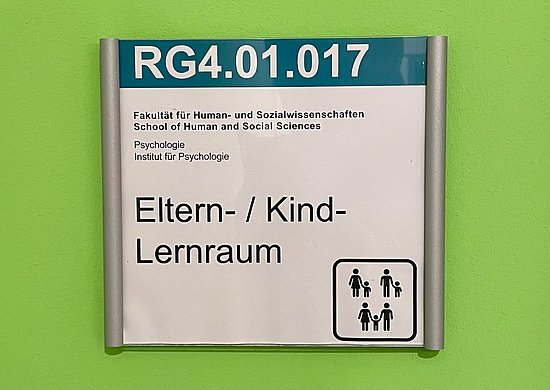 RG4.01.017
Fakultät für Human- und Sozialwissenschaften
School of Human and Social Sciences
Psychologie
Institut für Psychologie
Eltern- / Kind-
Lernraum